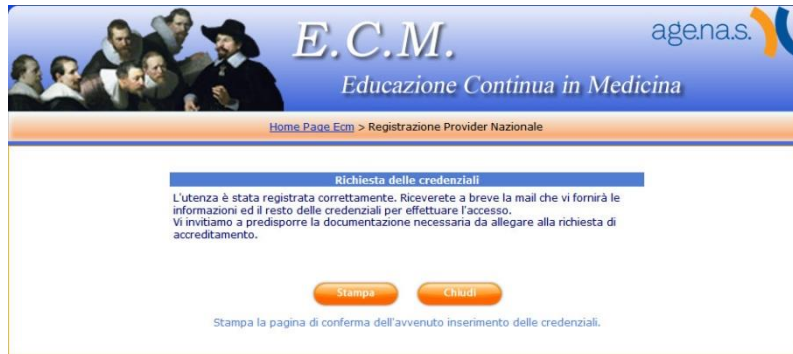 E.C.M.
age.na.s.
Educazione Continua in Medicina
Home Page Ecm > Registrazione Provider Nazionale
Richiesta delle credenziali
L'utenza è stata registrata correttamente. Riceverete a breve la mail che vi fornirà le
informazioni ed il resto delle credenziali per effettuare l'accesso.
Vi invitiamo a predisporre la documentazione necessaria da allegare alla richiesta di
accreditamento.
Stampa
Chiudi
Stampa la pagina di conferma dell'avvenuto inserimento delle credenziali.